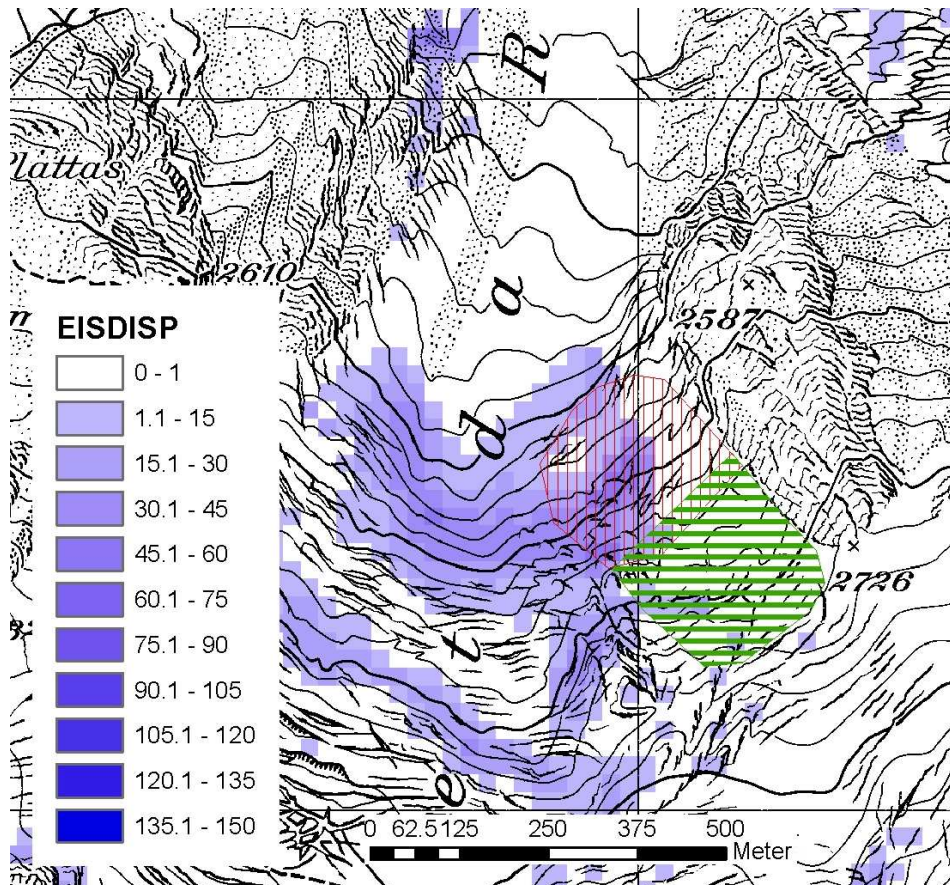 R
Plattas
2610
a
2587
EISDISP
0 - 1
1.1 - 15
15.1 - 30
30.1 - 45
45.1 - 60
60.1 - 75
75.1 - 90
90.1 - 105
105.1 - 120
120.1 - 135
135.1 - 150
d
2726
t
e
0 62.5 125 250 375 500
Meter